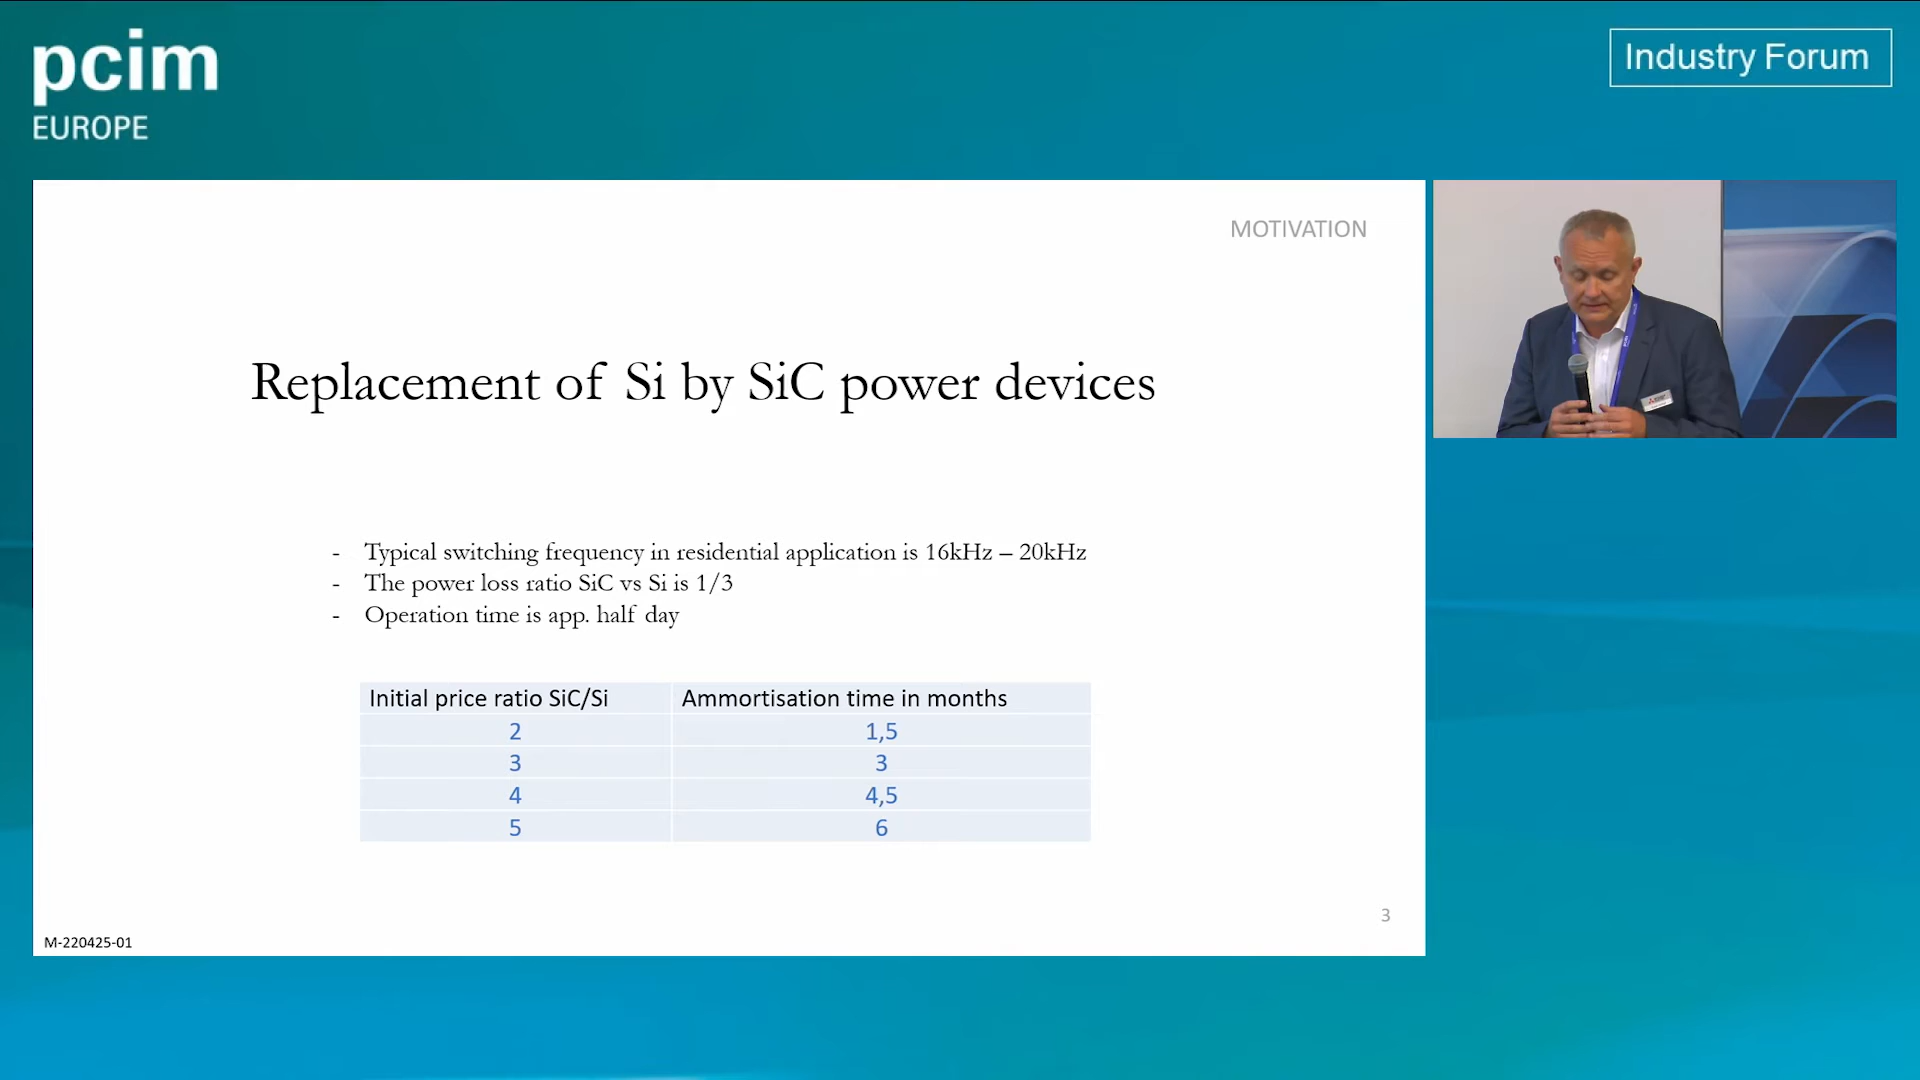 pcim
EUROPE
Industry Forum
MOTIVATION
Replacement of Si by SiC power devices
- Typical switching frequency in residential application is 16kHz – 20kHz
- The power loss ratio SiC vs Si is 1/3
- Operation time is app. half day
Initial price ratio SiC/Si Ammortisation time in months
2 1,5
3 3
4 4,5
5 6
3
M-220425-01